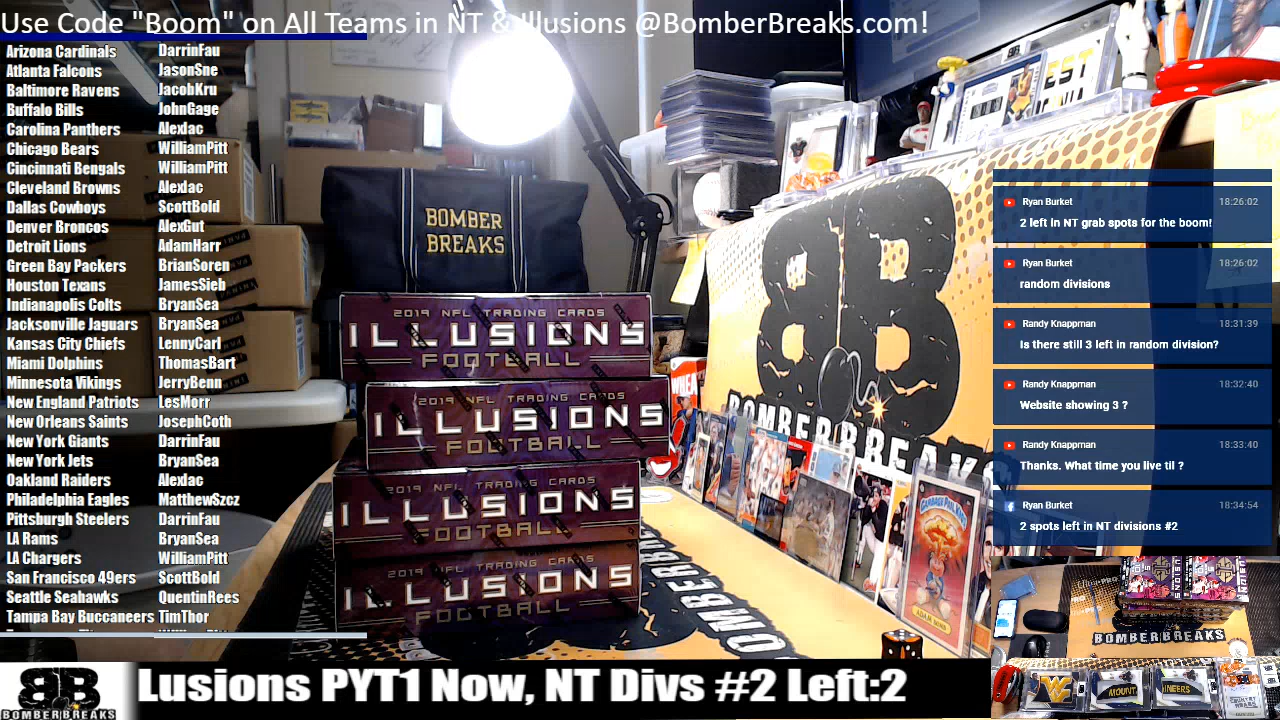 Use Code "Boom" on All Teams in NT & Illusions @BomberBreaks.com!
Arizona Cardinals DarrinFau
Atlanta Falcons JasonSne
Baltimore Ravens JacobKru
Buffalo Bills JohnGage
Carolina Panthers AlexIac
Chicago Bears WilliamPitt
Cincinnati Bengals WilliamPitt
Cleveland Browns AlexIac
Dallas Cowboys ScottBold
Denver Broncos AlexGut
Detroit Lions AdamHarr
Green Bay Packers BrianSoren
Houston Texans JamesSieb
Indianapolis Colts BryanSea
Jacksonville Jaguars BryanSea
Kansas City Chiefs LennyCarl
Miami Dolphins ThomasBart
Minnesota Vikings JerryBenn
New England Patriots LesMorr
New Orleans Saints JosephCoth
New York Giants DarrinFau
New York Jets BryanSea
Oakland Raiders AlexIac
Philadelphia Eagles MatthewSzcz
Pittsburgh Steelers DarrinFau
LA Rams BryanSea
LA Chargers WilliamPitt
San Francisco 49ers ScottBold
Seattle Seahawks QuentinRees
Tampa Bay Buccaneers TimThor
BOMBER
BREAKS
2019 NFL TRADING CARDS
ILLUSIONS
FOOTBALL
2019 NFL TRADING CARDS
ILLUSIONS
FOOTBALL
2019 NFL TRADING CARDS
ILLUSIONS
FOOTBALL
2019 NFL TRADING CARDS
ILLUSIONS
FOOTBALL
BB
BOMBERBREAKS
GARBAGE PAIL KIDS
ADAM BOMB
Ryan Burket 18:26:02
2 left in NT grab spots for the boom!
Ryan Burket 18:26:02
random divisions
Randy Knappman 18:31:39
Is there still 3 left in random division?
Randy Knappman 18:32:40
Website showing 3 ?
Randy Knappman 18:33:40
Thanks. What time you live til ?
Ryan Burket 18:34:54
2 spots left in NT divisions #2
BOMBERBREAKS
MOUNT
INEERS
BB
BOMBERBREAKS
Lusions PYT1 Now, NT Divs #2 Left:2